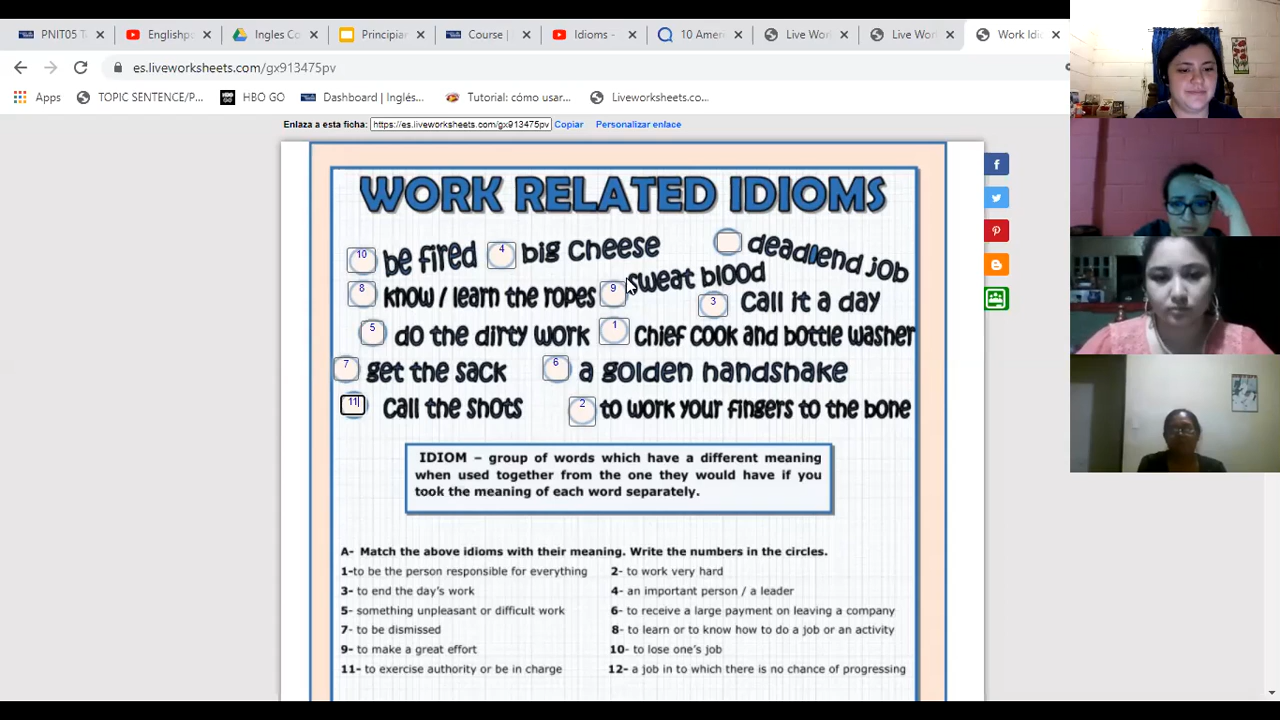 PNIT05 T
Englishp
Ingles Co
Principia
Course
Idioms -
10 Amer
Live Wor
Live Wor
Work Idio
es.liveworksheets.com/gx913475pv
Apps
TOPIC SENTENCE/P...
HBO GO
Dashboard | Inglés...
Tutorial: cómo usar...
Liveworksheets.co...
Enlaza a esta ficha: https://es.liveworksheets.com/gx913475pv Copiar Personalizar enlace
WORK RELATED IDIOMS
10 be fired 4 big cheese deadend job
8 know / learn the ropes 9 sweat blood
3 Call it a day
5 do the dirty work 1 Chief cook and bottle washer
7 get the sack 6 a golden handshake
11 Call the shots 2 to work your fingers to the bone
IDIOM – group of words which have a different meaning
when used together from the one they would have if you
took the meaning of each word separately.
A- Match the above idioms with their meaning. Write the numbers in the circles.
1-to be the person responsible for everything 2- to work very hard
3- to end the day's work 4- an important person / a leader
5- something unpleasant or difficult work 6- to receive a large payment on leaving a company
7- to be dismissed 8- to learn or to know how to do a job or an activity
9- to make a great effort 10- to lose one's job
11- to exercise authority or be in charge 12- a job in to which there is no chance of progressing